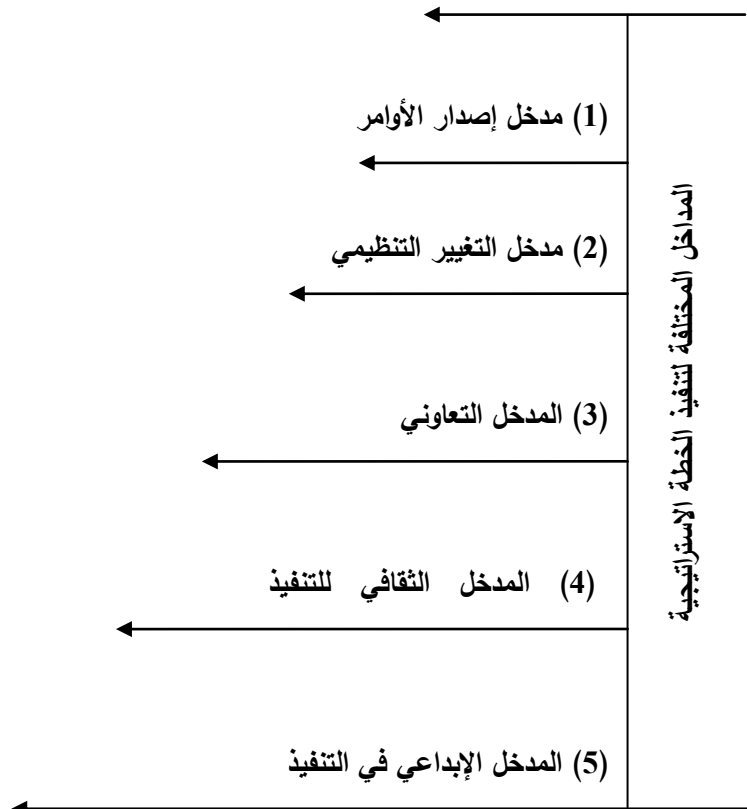 المداخل المختلفة لتنفيذ الخطة الاستراتيجية
(1) مدخل إصدار الأوامر
(2) مدخل التغيير التنظيمي
(3) المدخل التعاوني
(4) المدخل الثقافي للتنفيذ
(5) المدخل الإبداعي في التنفيذ